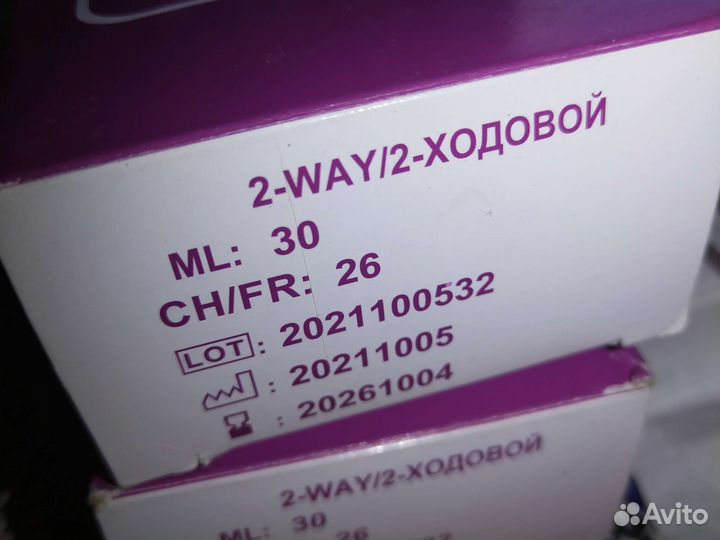 2-WAY/2-ХОДОВОЙ
ML: 30
CH/FR: 26
LOT: 2021100532
: 20211005
: 20261004
2-WAY/2-ХОДОВОЙ
ML: 30
26
Avito